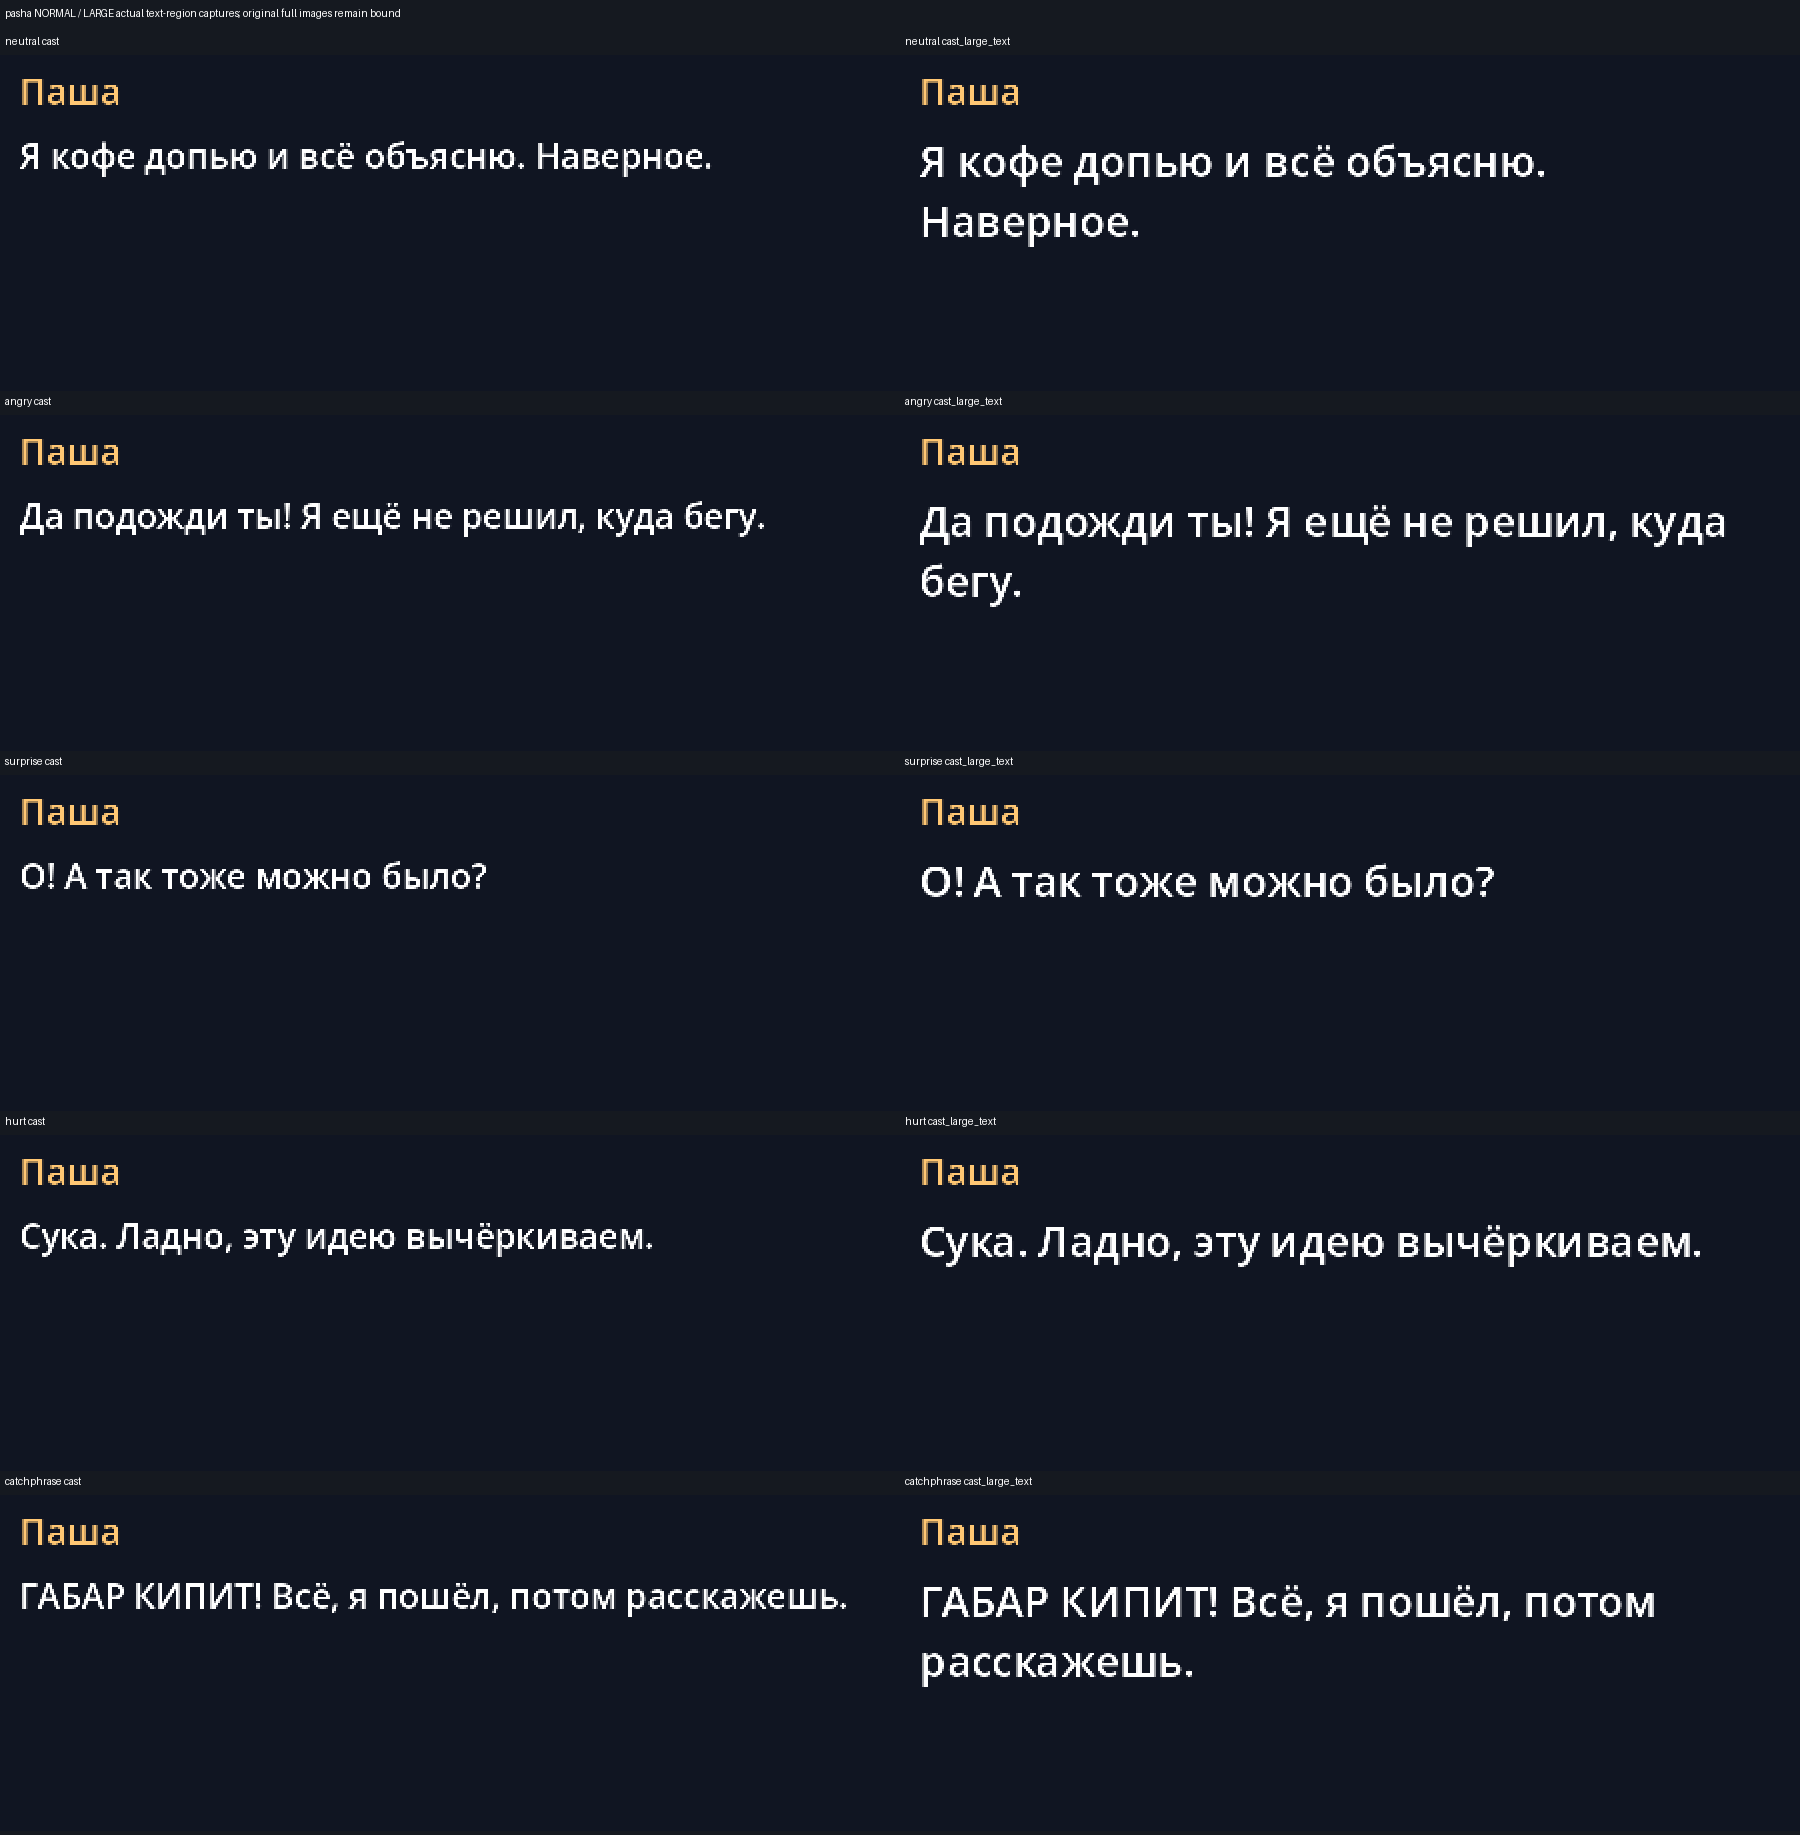 pasha NORMAL / LARGE actual text-region captures; original full images remain bound
neutral cast
neutral cast_large_text
Паша
Паша
Я кофе допью и всё объясню. Наверное.
Я кофе допью и всё объясню.
Наверное.
angry cast
angry cast_large_text
Паша
Паша
Да подожди ты! Я ещё не решил, куда бегу.
Да подожди ты! Я ещё не решил, куда
бегу.
surprise cast
surprise cast_large_text
Паша
Паша
О! А так тоже можно было?
О! А так тоже можно было?
hurt cast
hurt cast_large_text
Паша
Паша
Сука. Ладно, эту идею вычёркиваем.
Сука. Ладно, эту идею вычёркиваем.
catchphrase cast
catchphrase cast_large_text
Паша
Паша
ГАБАР КИПИТ! Всё, я пошёл, потом расскажешь.
ГАБАР КИПИТ! Всё, я пошёл, потом
расскажешь.